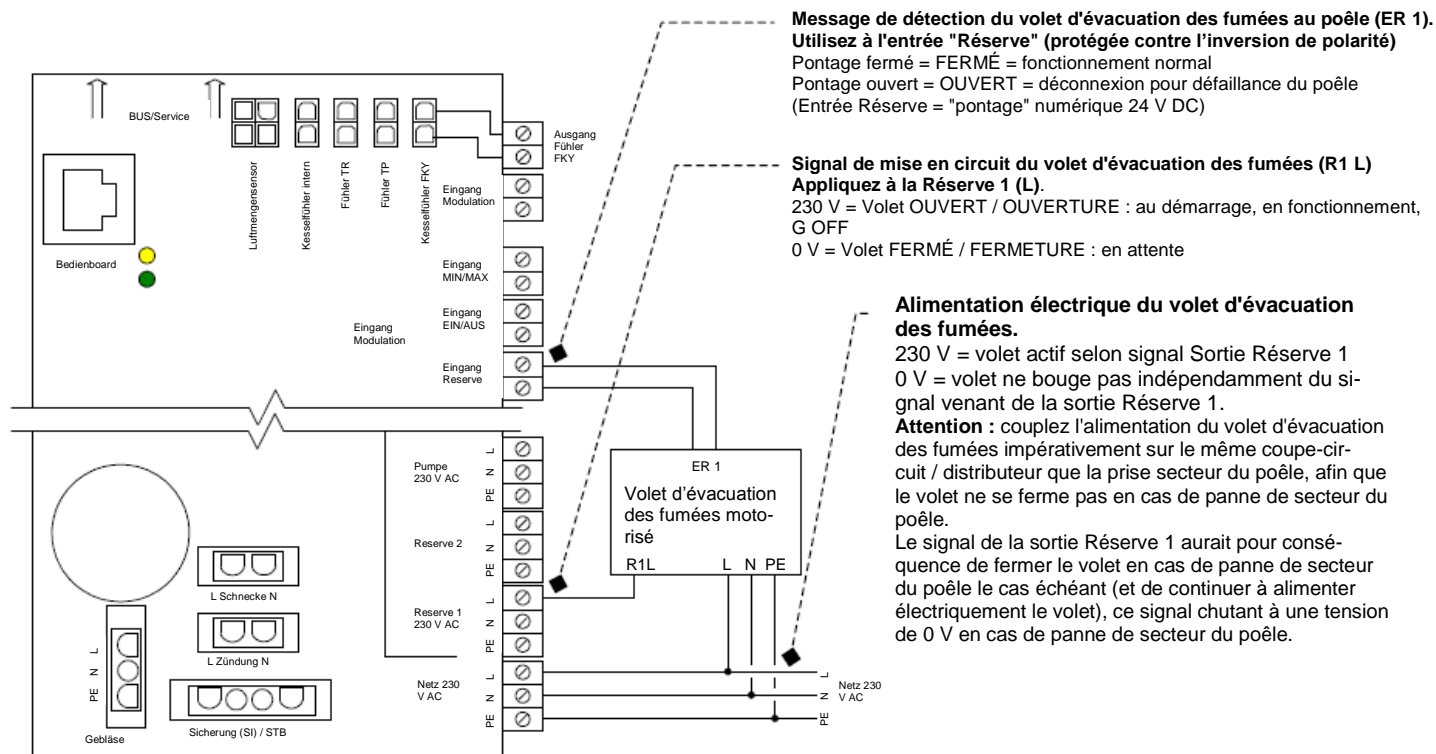 Message de détection du volet d'évacuation des fumées au poêle (ER 1).
Utilisez à l'entrée "Réserve" (protégée contre l’inversion de polarité)
Pontage fermé = FERMÉ = fonctionnement normal
Pontage ouvert = OUVERT = déconnexion pour défaillance du poêle
(Entrée Réserve = "pontage" numérique 24 V DC)
Signal de mise en circuit du volet d'évacuation des fumées (R1 L)
Appliquez à la Réserve 1 (L).
230 V = Volet OUVERT / OUVERTURE : au démarrage, en fonctionnement,
G OFF
0 V = Volet FERMÉ / FERMETURE : en attente
Alimentation électrique du volet d'évacuation
des fumées.
230 V = volet actif selon signal Sortie Réserve 1
0 V = volet ne bouge pas indépendamment du si-
gnal venant de la sortie Réserve 1.
Attention : couplez l'alimentation du volet d'évacuation
des fumées impérativement sur le même coupe-cir-
cuit / distributeur que la prise secteur du poêle, afin que
le volet ne se ferme pas en cas de panne de secteur du
poêle.
Le signal de la sortie Réserve 1 aurait pour consé-
quence de fermer le volet en cas de panne de secteur
du poêle le cas échéant (et de continuer à alimenter
électriquement le volet), ce signal chutant à une tension
de 0 V en cas de panne de secteur du poêle.
BUS/Service
Bedienboard
Luftmengensensor
Kesselfühler intern
Fühler TR
Fühler TP
Kesselfühler FKY
Ausgang
Fühler
FKY
Eingang
Modulation
Eingang
MIN/MAX
Eingang
EIN/AUS
Eingang
Modulation
Eingang
Reserve
Pumpe
230 V AC
L
N
PE
Reserve 2
L
N
PE
Reserve 1
230 V AC
L
N
PE
Netz 230
V AC
L
N
PE
ER 1
Volet d’évacuation
des fumées moto-
risé
R1L L N PE
L
N
PE
Netz 230
V AC
L Schnecke N
L Zündung N
Sicherung (SI) / STB
L
N
PE
Gebläse